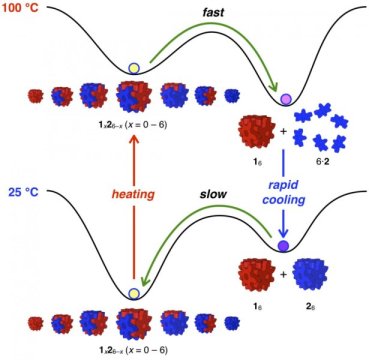 100 °C
fast
1ₓ2₆₋ₓ (x = 0 – 6)
1₆
+
6·2
heating
rapid
cooling
25 °C
slow
1₆
+
2₆
1ₓ2₆₋ₓ (x = 0 – 6)